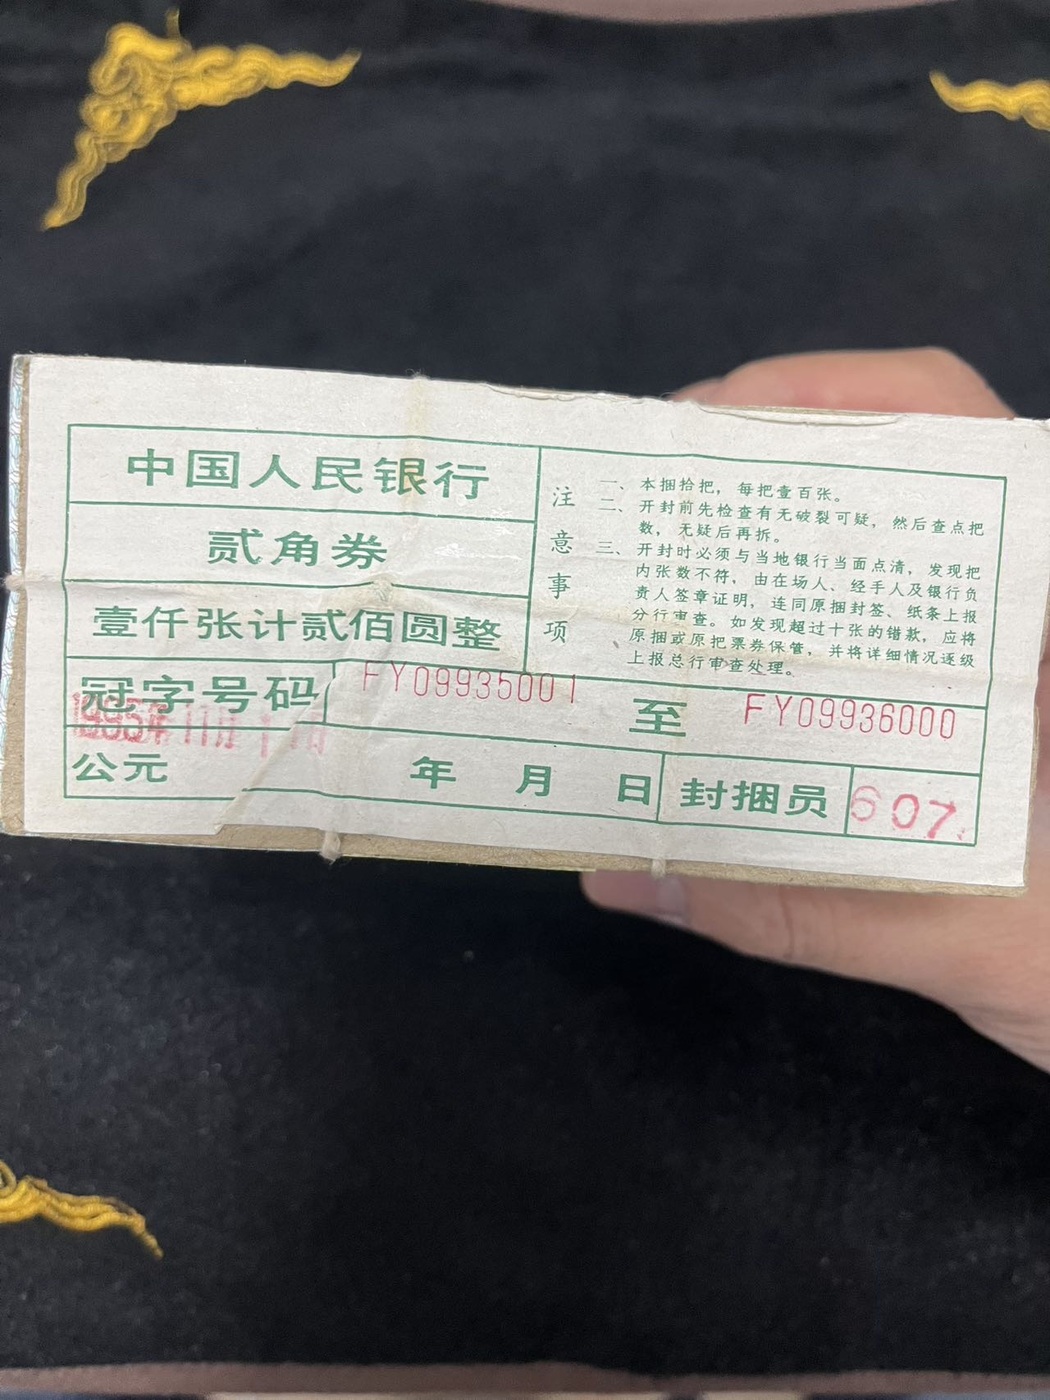 中国人民银行
贰角券
壹仟张计贰佰圆整
冠字号码 FY09935001 至 FY09936000
1995年11月
公元 年 月 日 封捆员 607
注意事项
一、本捆拾把，每把壹百张。
二、开封前先检查有无破裂可疑，然后查点把
数，无疑后再拆。
三、开封时必须与当地银行当面点清，发现把
内张数不符，由在场人、经手人及银行负
责人签章证明，连同原捆封签、纸条上报
分行审查。如发现超过十张的错款，应将
原捆或原把票券保管，并将详细情况逐级
上报总行审查处理。